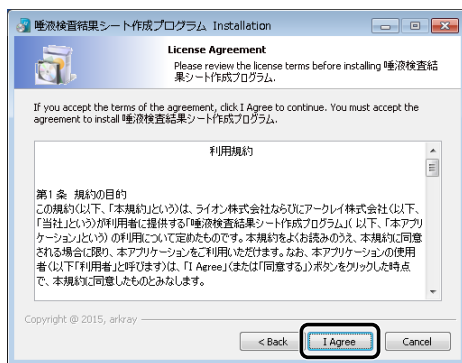 唾液検査結果シート作成プログラム Installation
License Agreement
Please review the license terms before installing 唾液検査結
果シート作成プログラム.
If you accept the terms of the agreement, click I Agree to continue. You must accept the
agreement to install 唾液検査結果シート作成プログラム.
利用規約
第1条 規約の目的
この規約(以下、「本規約」という)は、ライオン株式会社ならびにアークレイ株式会社(以下、
「当社」という)が利用者に提供する「唾液検査結果シート作成プログラム」(以下、「本アプリ
ケーション」という)の利用について定めたものです。本規約をよくお読みのうえ、本規約に同意
される場合に限り、本アプリケーションをご利用いただけます。なお、本アプリケーションの使用
者(以下「利用者」と呼びます)は、「I Agree」(または「同意する」)ボタンをクリックした時点
で、本規約に同意したものとみなします。
Copyright @ 2015, arkray
< Back
I Agree
Cancel